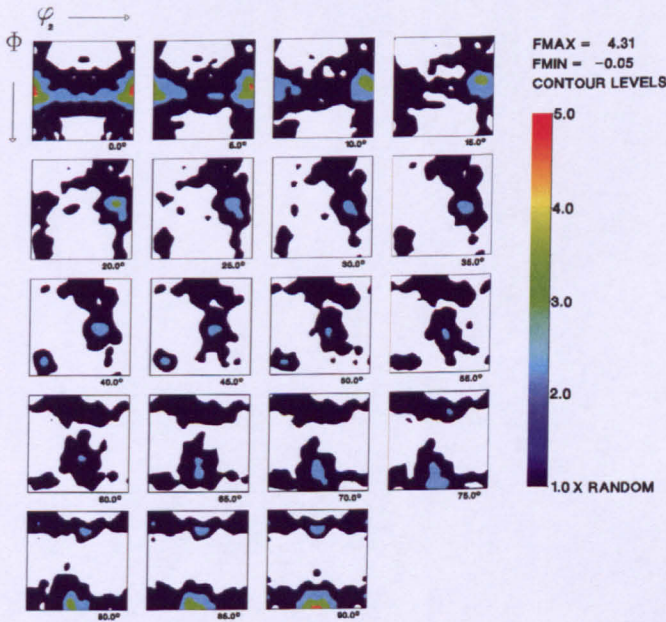 φ₂
Φ
FMAX = 4.31
FMIN = -0.05
CONTOUR LEVELS
5.0
4.0
3.0
2.0
1.0 X RANDOM
0.0° 5.0° 10.0° 15.0°
20.0° 25.0° 30.0° 35.0°
40.0° 45.0° 50.0° 55.0°
60.0° 65.0° 70.0° 75.0°
80.0° 85.0° 90.0°